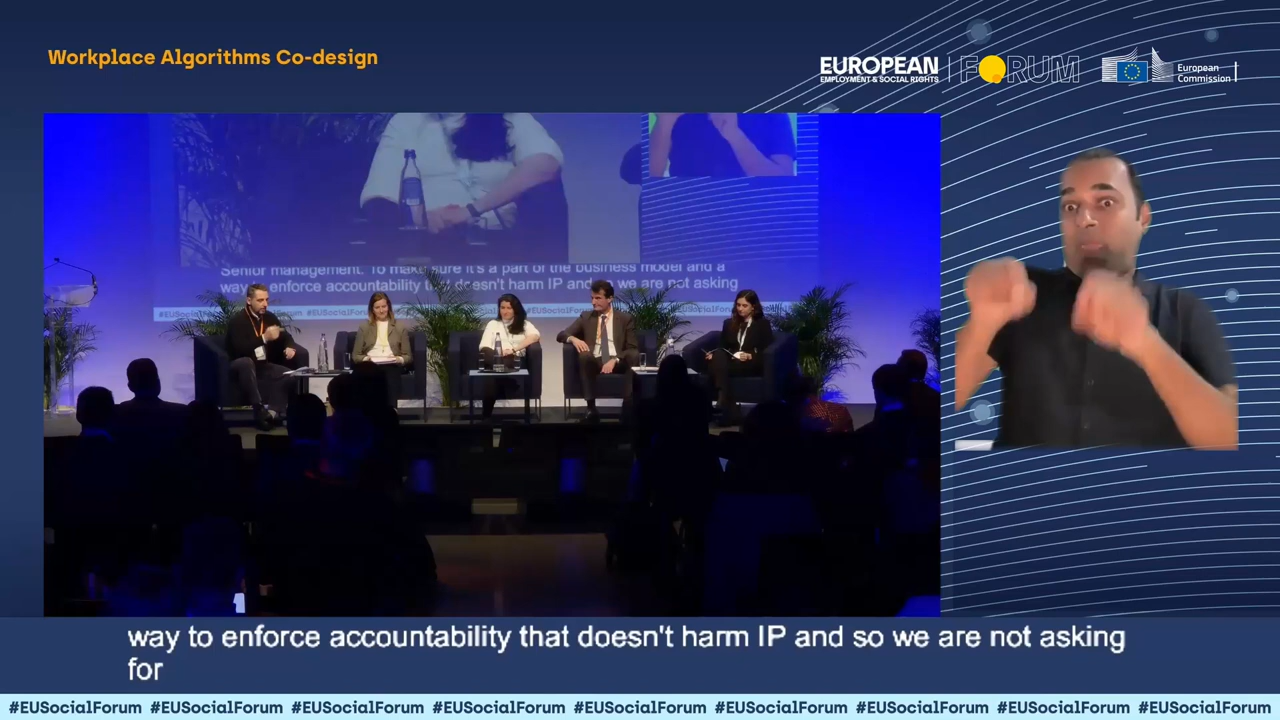 Workplace Algorithms Co-design
EUROPEAN
EMPLOYMENT & SOCIAL RIGHTS
FORUM
European
Commission
Senior management. To make sure it's a part of the business model and a
way to enforce accountability that doesn't harm IP and so we are not asking
#EUSocialForum #EUSocialForum
way to enforce accountability that doesn't harm IP and so we are not asking
for
#EUSocialForum #EUSocialForum #EUSocialForum #EUSocialForum #EUSocialForum #EUSocialForum #EUSocialForum #EUSocialForum #EUSocialForum